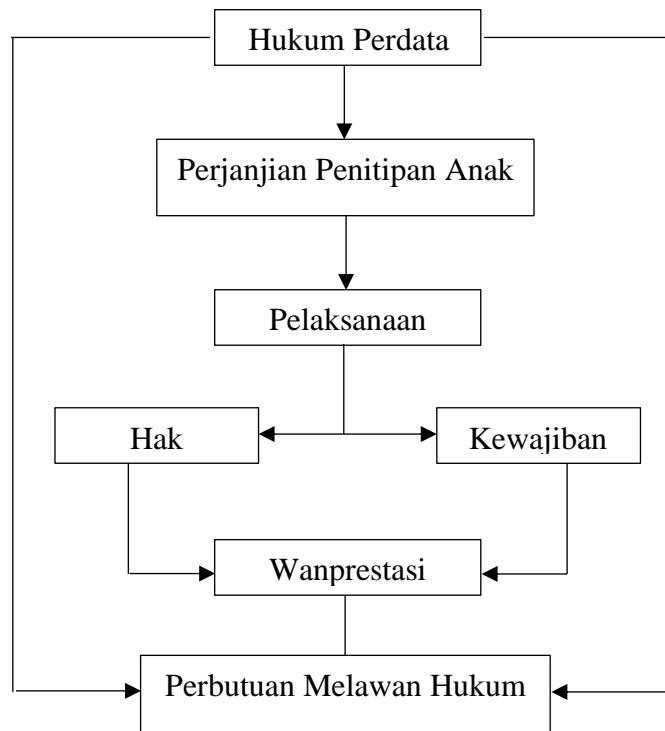 Hukum Perdata
Perjanjian Penitipan Anak
Pelaksanaan
Hak
Kewajiban
Wanprestasi
Perbutuan Melawan Hukum